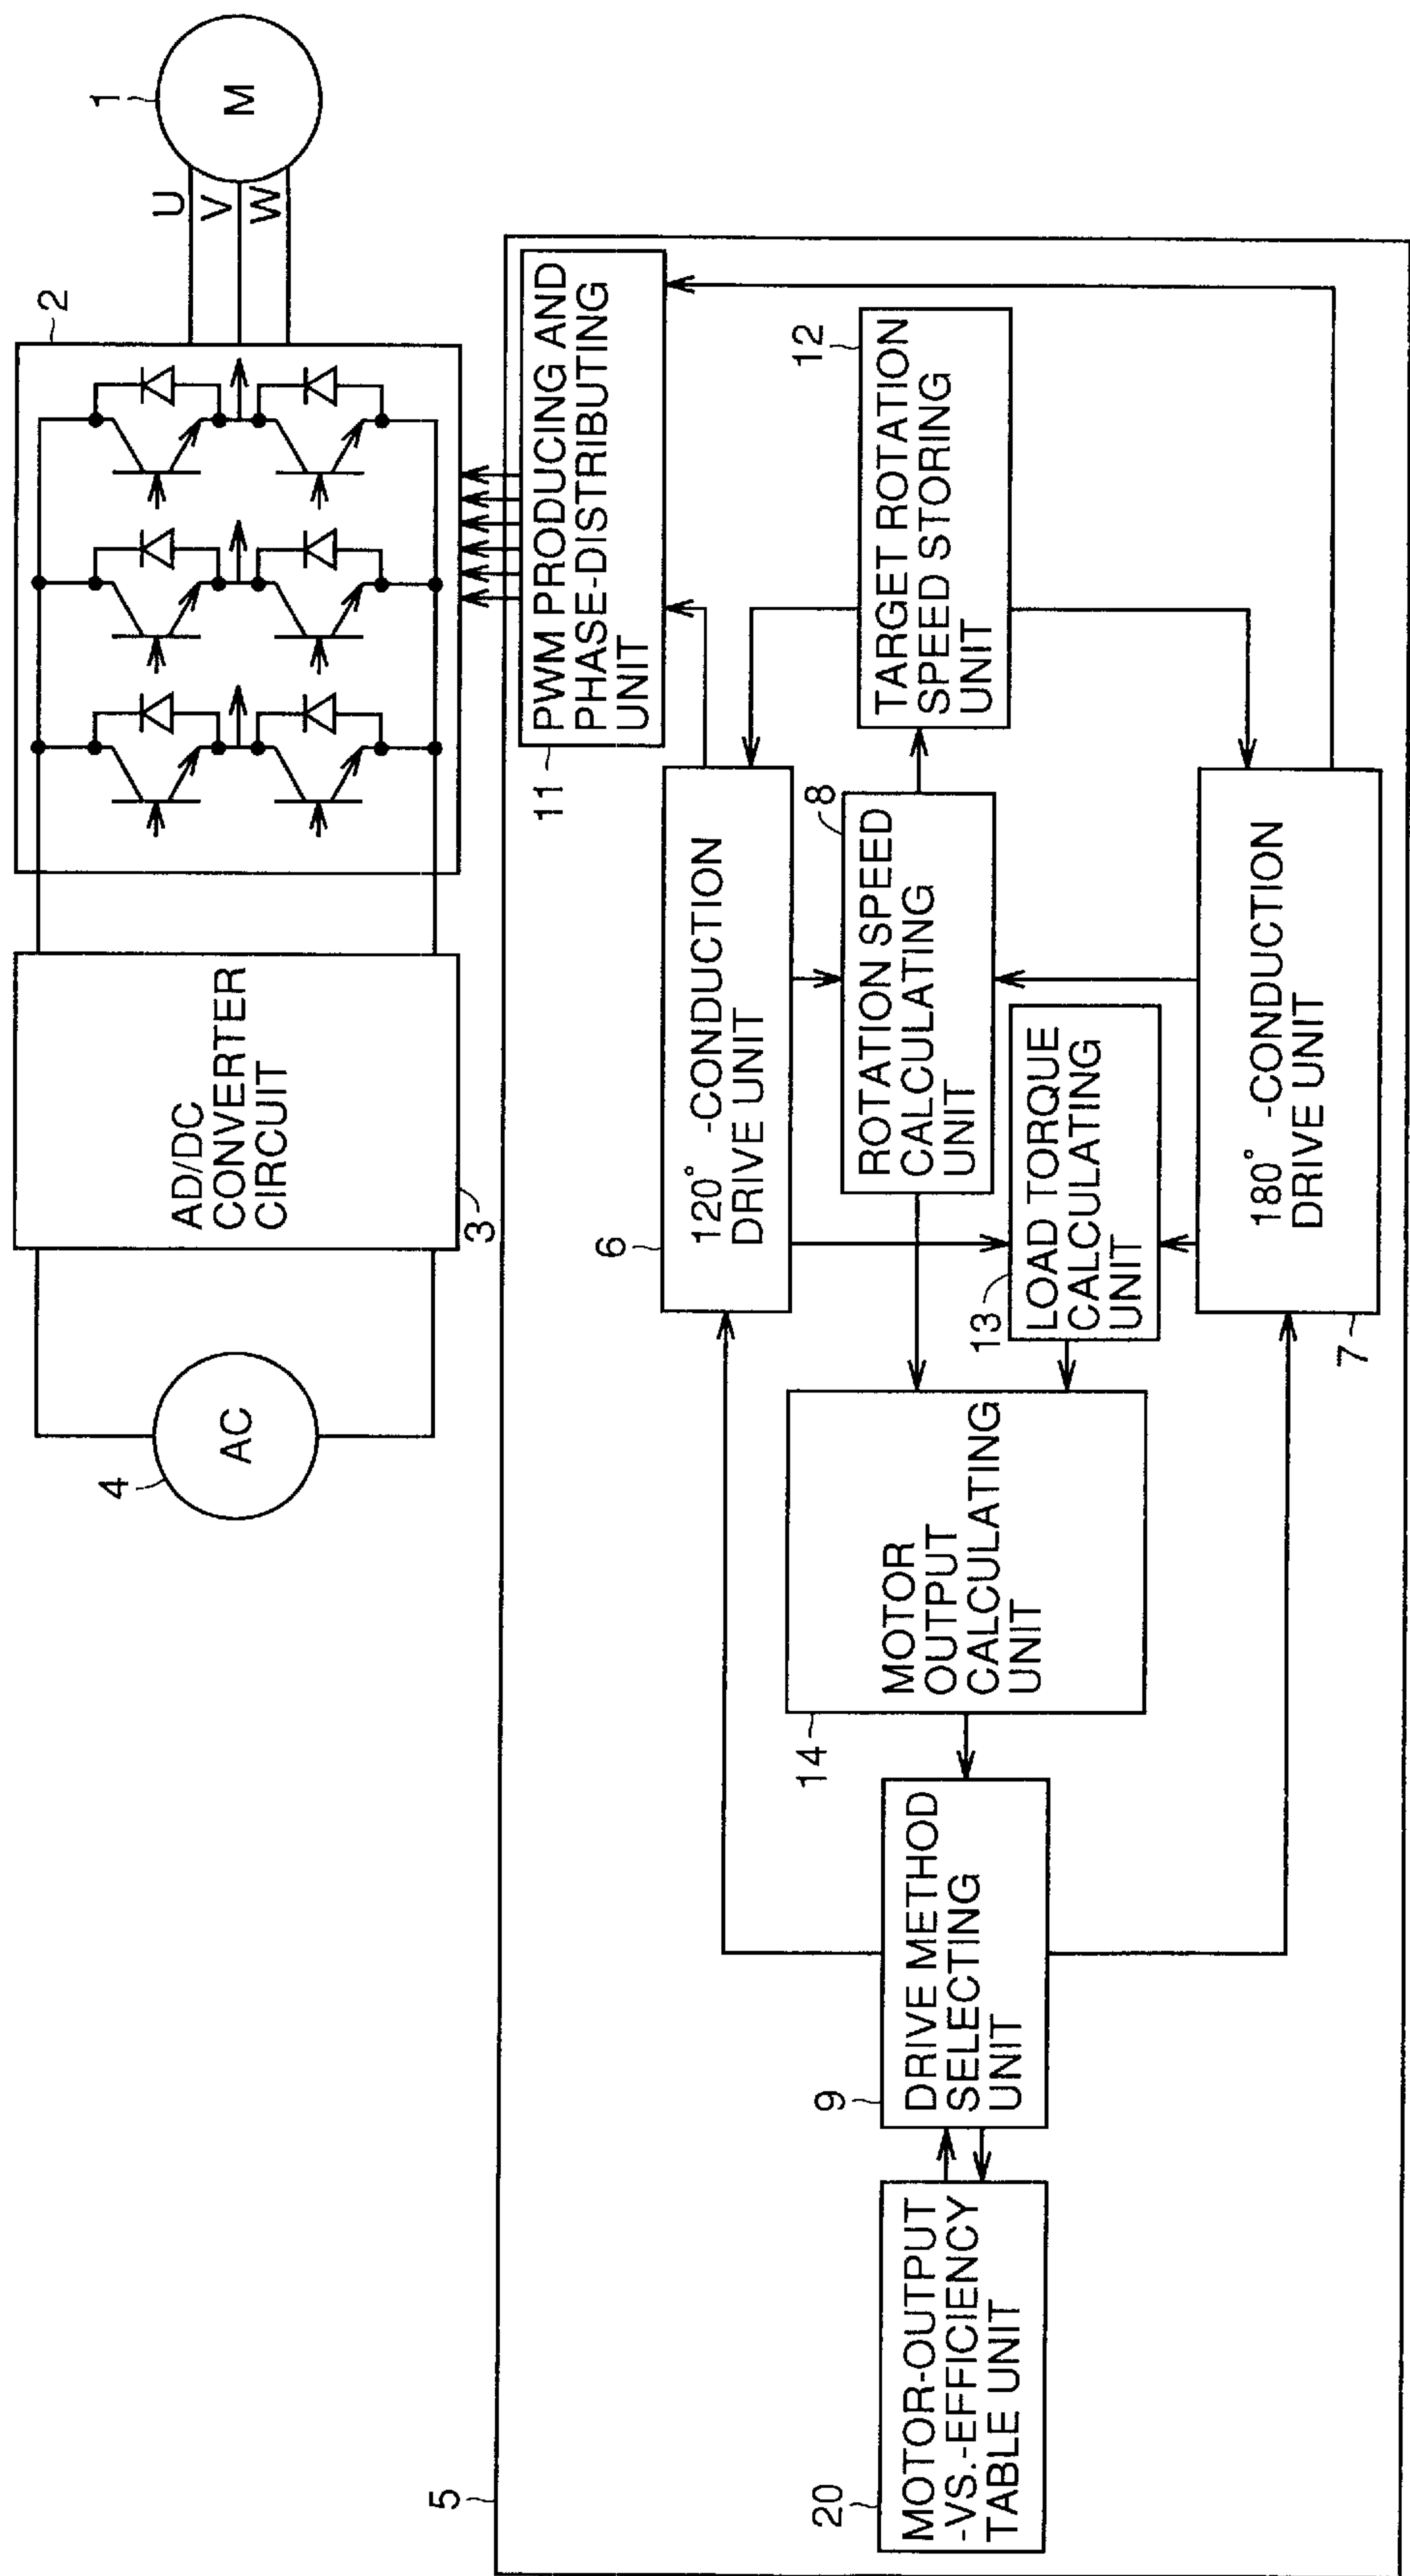 4
AC
AD/DC
CONVERTER
CIRCUIT
3
2
U
V
W
1
M
5
11
PWM PRODUCING AND
PHASE-DISTRIBUTING
UNIT
6
120° -CONDUCTION
DRIVE UNIT
12
TARGET ROTATION
SPEED STORING
UNIT
8
ROTATION SPEED
CALCULATING
UNIT
13
LOAD TORQUE
CALCULATING
UNIT
14
MOTOR
OUTPUT
CALCULATING
UNIT
9
DRIVE METHOD
SELECTING
UNIT
20
MOTOR-OUTPUT
-VS.-EFFICIENCY
TABLE UNIT
7
180° -CONDUCTION
DRIVE UNIT